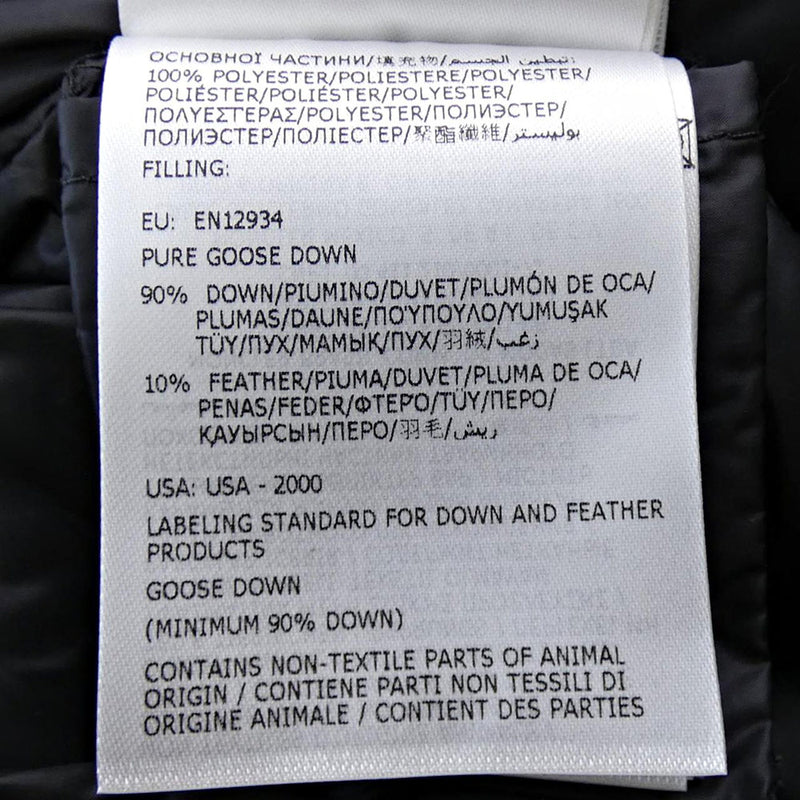 ОСНОВНОЇ ЧАСТИНИ/填充物/تبطين الجسم:
100% POLYESTER/POLIESTERE/POLYESTER/
POLIÉSTER/POLIÉSTER/POLYESTER/
ΠΟΛΥΕΣΤΕΡΑΣ/POLYESTER/ПОЛИЭСТЕР/
ПОЛИЭСТЕР/ПОЛІЕСТЕР/聚酯纖維/بوليستر
FILLING:
EU: EN12934
PURE GOOSE DOWN
90% DOWN/PIUMINO/DUVET/PLUMÓN DE OCA/
PLUMAS/DAUNE/ΠΟΎΠΟΥΛΟ/YUMUŞAK
TÜY/ПУХ/МАМЫҚ/ПУХ/羽絨/زغب
10% FEATHER/PIUMA/DUVET/PLUMA DE OCA/
PENAS/FEDER/ΦΤΕΡΌ/TÜY/ПЕРО/
ҚАУЫРСЫН/ПЕРО/羽毛/ريش
USA: USA - 2000
LABELING STANDARD FOR DOWN AND FEATHER
PRODUCTS
GOOSE DOWN
(MINIMUM 90% DOWN)
CONTAINS NON-TEXTILE PARTS OF ANIMAL
ORIGIN / CONTIENE PARTI NON TESSILI DI
ORIGINE ANIMALE / CONTIENT DES PARTIES